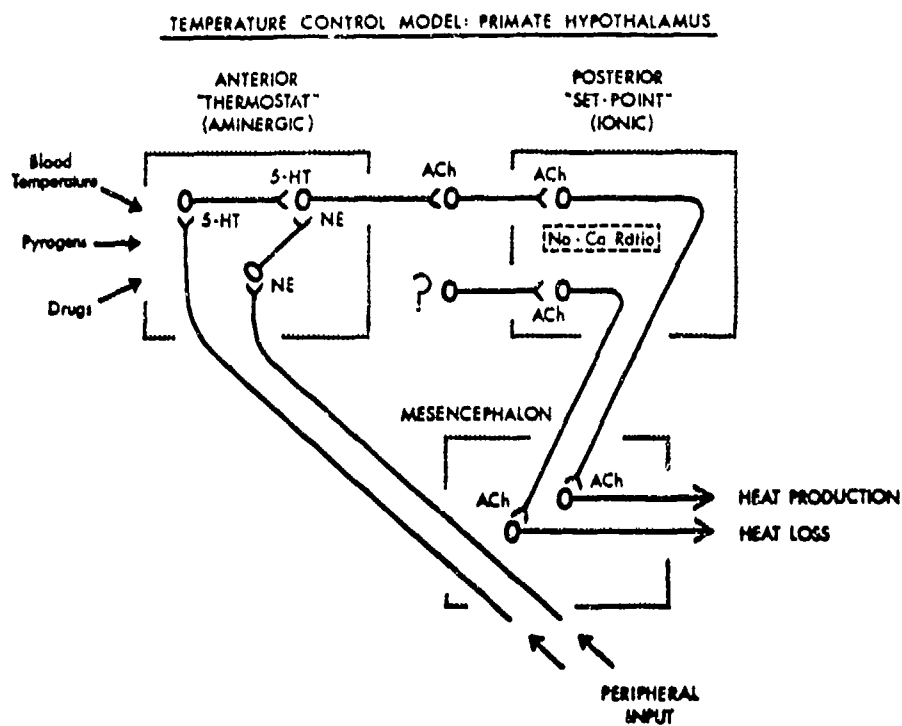 TEMPERATURE CONTROL MODEL: PRIMATE HYPOTHALAMUS
ANTERIOR
"THERMOSTAT"
(AMINERGIC)
POSTERIOR
"SET-POINT"
(IONIC)
Blood
Temperature
Pyrogens
Drugs
5-HT
5-HT
NE
NE
ACh
ACh
Na-Ca Ratio
?
ACh
MESENCEPHALON
ACh
ACh
HEAT PRODUCTION
HEAT LOSS
PERIPHERAL
INPUT